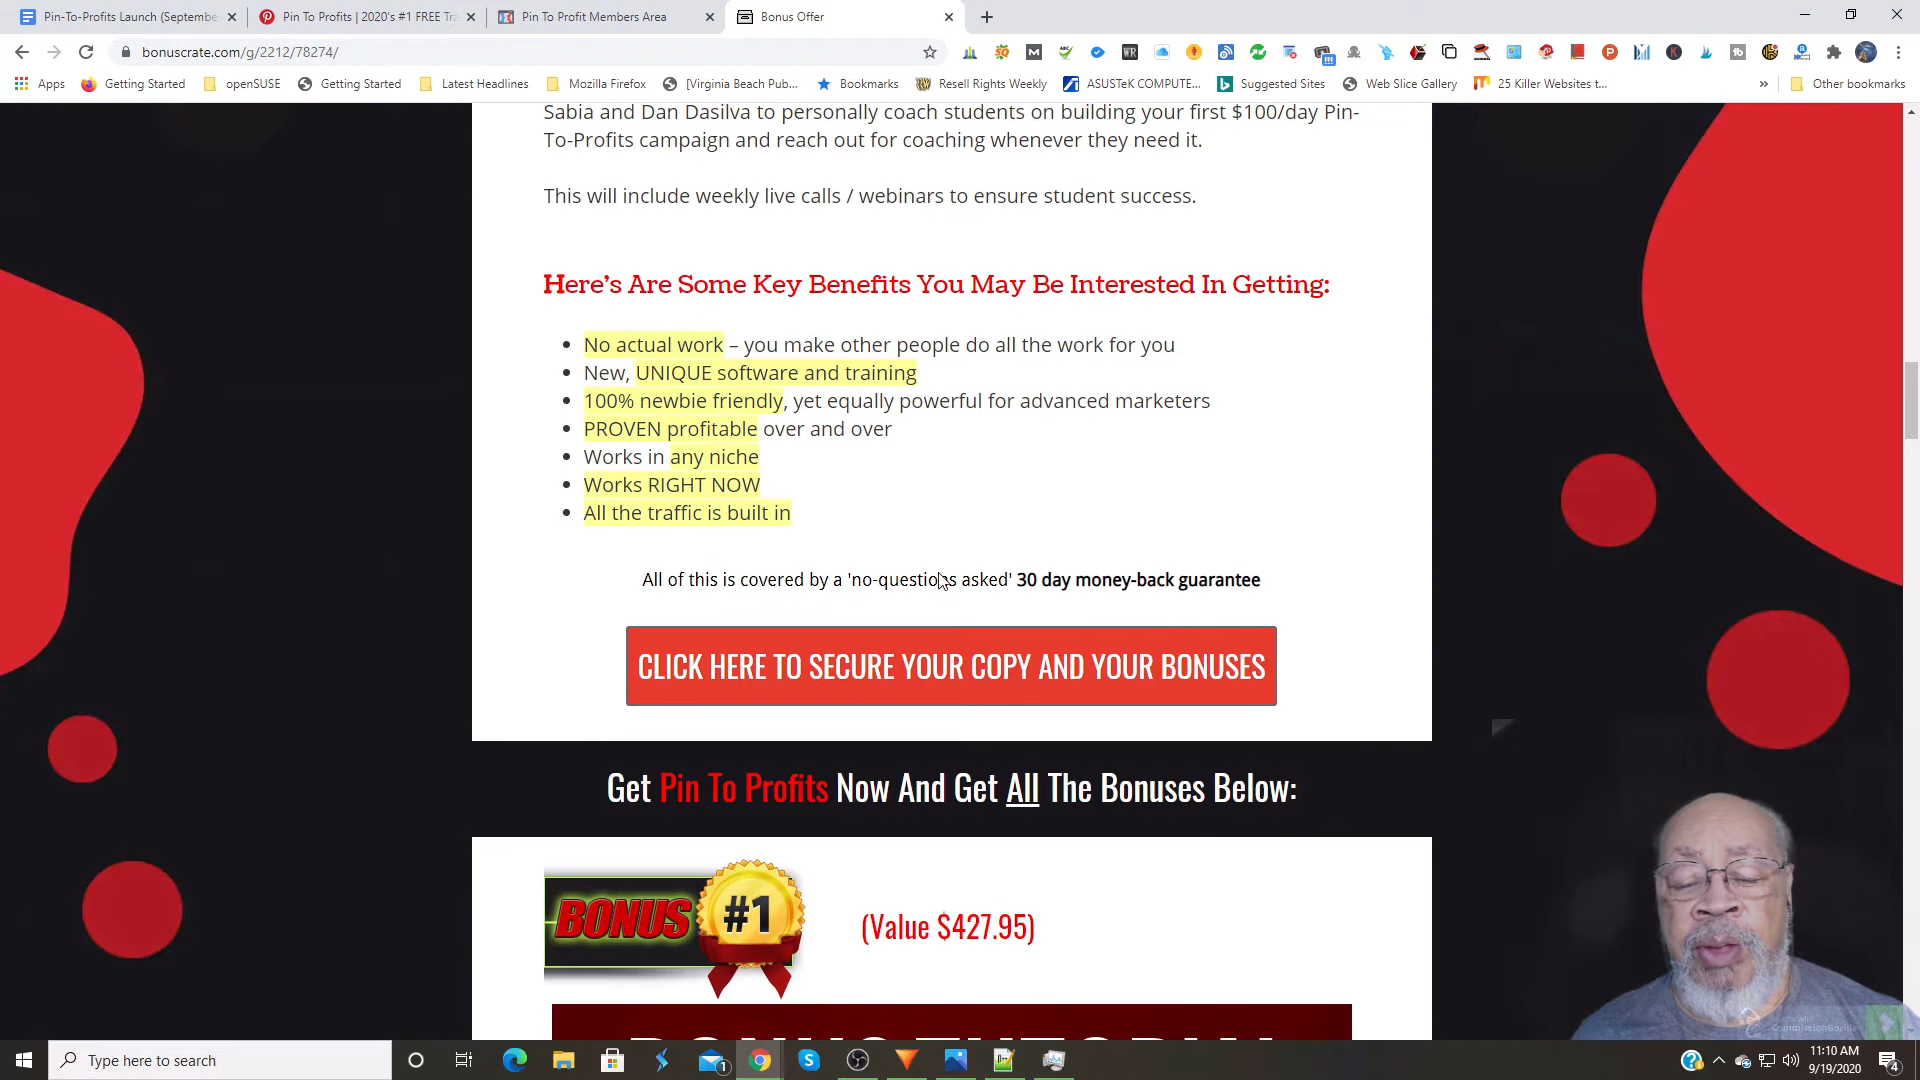 Pin-To-Profits Launch (Septembe
Pin To Profits | 2020's #1 FREE Tra
Pin To Profit Members Area
Bonus Offer
bonuscrate.com/g/2212/78274/
Apps
Getting Started
openSUSE
Getting Started
Latest Headlines
Mozilla Firefox
[Virginia Beach Pub...
Bookmarks
Resell Rights Weekly
ASUSTeK COMPUTE...
Suggested Sites
Web Slice Gallery
25 Killer Websites t...
»
Other bookmarks
Sabia and Dan Dasilva to personally coach students on building your first $100/day Pin-
To-Profits campaign and reach out for coaching whenever they need it.
This will include weekly live calls / webinars to ensure student success.
Here's Are Some Key Benefits You May Be Interested In Getting:
No actual work – you make other people do all the work for you
New, UNIQUE software and training
100% newbie friendly, yet equally powerful for advanced marketers
PROVEN profitable over and over
Works in any niche
Works RIGHT NOW
All the traffic is built in
All of this is covered by a 'no-questions asked' 30 day money-back guarantee
CLICK HERE TO SECURE YOUR COPY AND YOUR BONUSES
Get Pin To Profits Now And Get All The Bonuses Below:
BONUS #1
(Value $427.95)
Type here to search
11:10 AM
9/19/2020